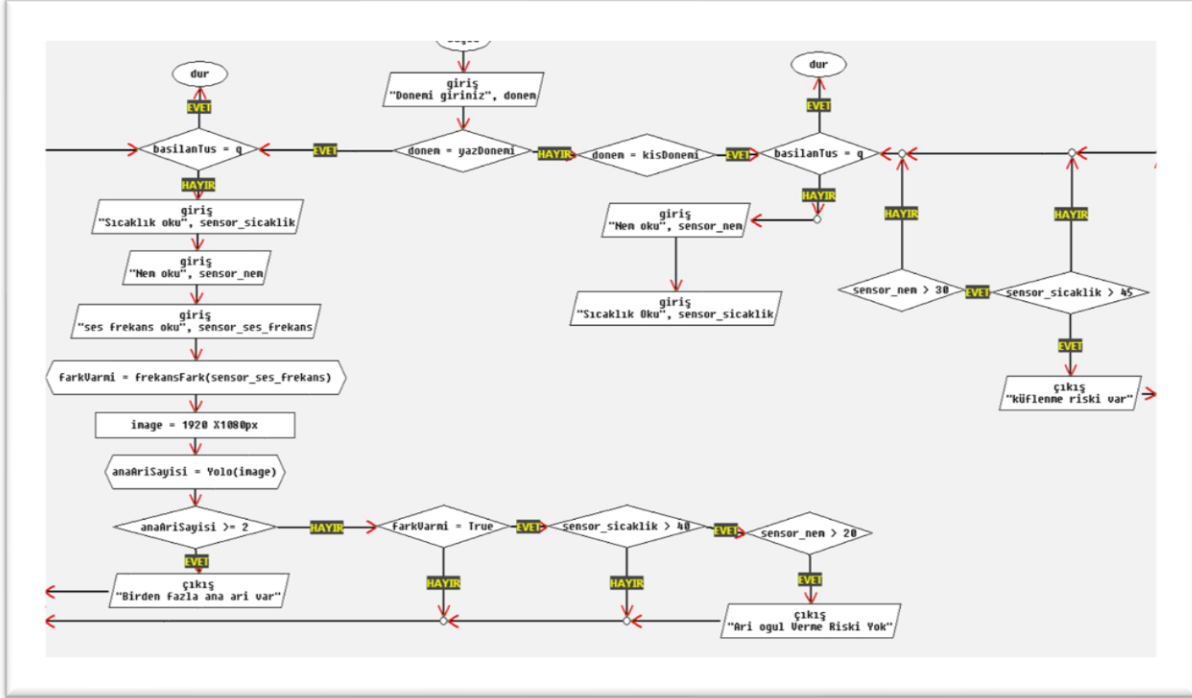 dur
EVET
basilanTus = q
HAYIR
giriş
"Sıcaklık oku", sensor_sicaklik
giriş
"Nem oku", sensor_nem
giriş
"ses frekans oku", sensor_ses_frekans
farkVarmi = frekansFark(sensor_ses_frekans)
image = 1920 X1080px
anaAriSayisi = Yolo(image)
anaAriSayisi >= 2
EVET
çıkış
"Birden fazla ana ari var"
HAYIR
farkVarmi = True
HAYIR
EVET
sensor_sicaklik > 40
HAYIR
EVET
sensor_nem > 20
EVET
çıkış
"Ari ogul Verme Riski Yok"
giriş
"Donemi giriniz", donem
EVET
donem = yazDonemi
HAYIR
donem = kisDonemi
EVET
dur
EVET
basilanTus = q
HAYIR
giriş
"Nem oku", sensor_nem
giriş
"Sıcaklık Oku", sensor_sicaklik
HAYIR
sensor_nem > 30
EVET
HAYIR
sensor_sicaklik > 45
EVET
çıkış
"küflenme riski var"